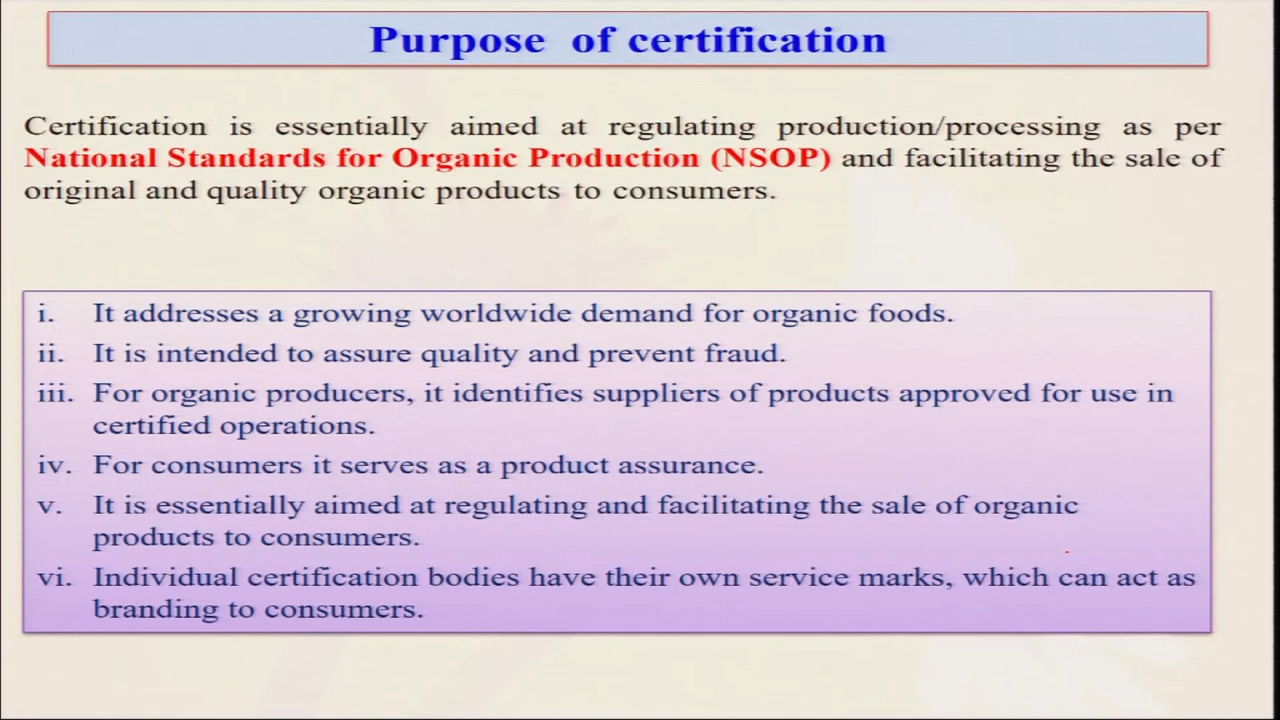 Purpose of certification
Certification is essentially aimed at regulating production/processing as per
National Standards for Organic Production (NSOP) and facilitating the sale of
original and quality organic products to consumers.
i. It addresses a growing worldwide demand for organic foods.
ii. It is intended to assure quality and prevent fraud.
iii. For organic producers, it identifies suppliers of products approved for use in
certified operations.
iv. For consumers it serves as a product assurance.
v. It is essentially aimed at regulating and facilitating the sale of organic
products to consumers.
vi. Individual certification bodies have their own service marks, which can act as
branding to consumers.